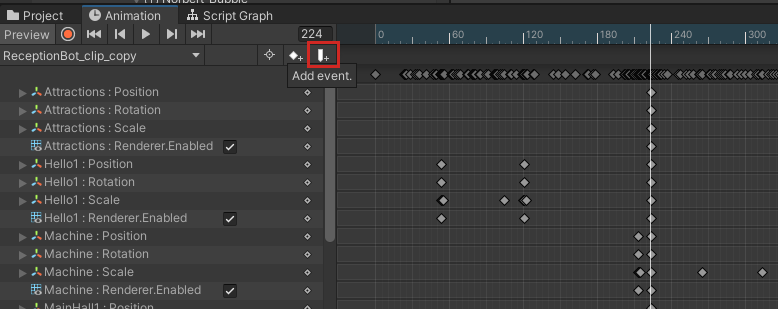 Norbert-Bubble
Project Animation Script Graph
Preview 224 0 60 120 180 240 300
ReceptionBot_clip_copy
Add event.
Attractions : Position
Attractions : Rotation
Attractions : Scale
Attractions : Renderer.Enabled
Hello1 : Position
Hello1 : Rotation
Hello1 : Scale
Hello1 : Renderer.Enabled
Machine : Position
Machine : Rotation
Machine : Scale
Machine : Renderer.Enabled
MainHall1 : Position